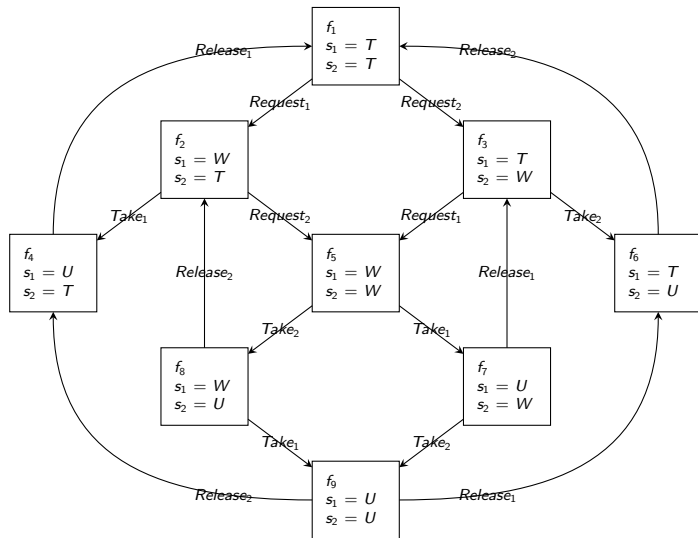 f₁
s₁ = T
s₂ = T
Release₁
Release₂
Request₁
Request₂
f₂
s₁ = W
s₂ = T
f₃
s₁ = T
s₂ = W
Take₁
Request₂
Request₁
Take₂
f₄
s₁ = U
s₂ = T
f₅
s₁ = W
s₂ = W
f₆
s₁ = T
s₂ = U
Release₂
Release₁
Take₂
Take₁
f₈
s₁ = W
s₂ = U
f₇
s₁ = U
s₂ = W
Take₁
Take₂
f₉
s₁ = U
s₂ = U
Release₂
Release₁